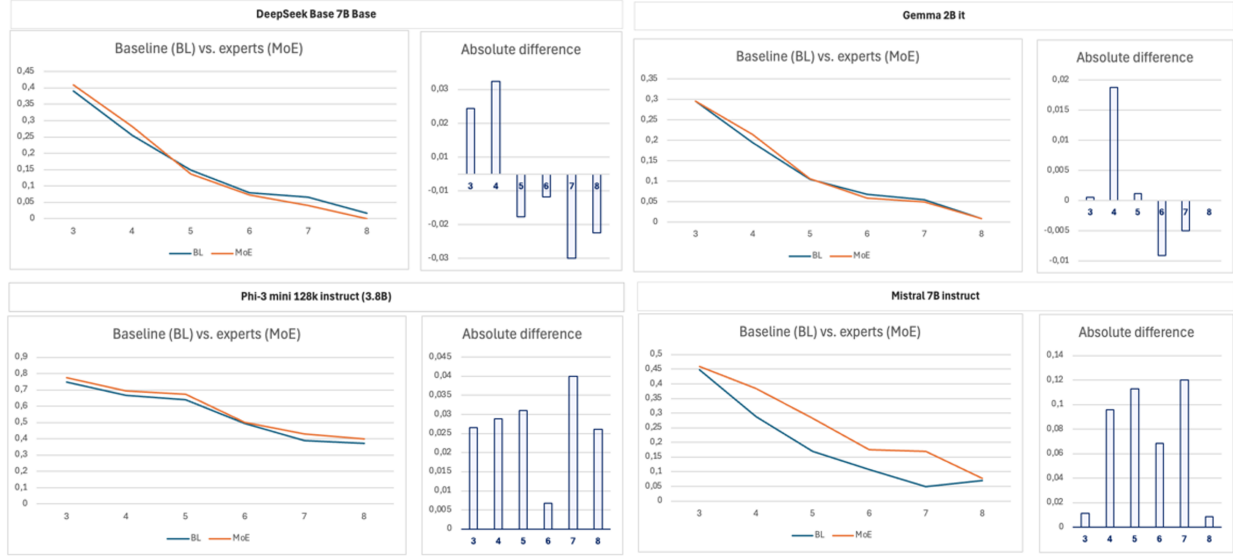 DeepSeek Base 7B Base
Baseline (BL) vs. experts (MoE)
0,45
0,4
0,35
0,3
0,25
0,2
0,15
0,1
0,05
0
3 4 5 6 7 8
BL MoE
Absolute difference
0,03
0,02
0,01
-0,01
-0,02
-0,03
3 4 5 6 7 8
Gemma 2B it
Baseline (BL) vs. experts (MoE)
0,35
0,3
0,25
0,2
0,15
0,1
0,05
0
3 4 5 6 7 8
BL MoE
Absolute difference
0,02
0,015
0,01
0,005
0
-0,005
-0,01
3 4 5 6 7 8
Phi-3 mini 128k instruct (3.8B)
Baseline (BL) vs. experts (MoE)
0,9
0,8
0,7
0,6
0,5
0,4
0,3
0,2
0,1
0
3 4 5 6 7 8
BL MoE
Absolute difference
0,045
0,04
0,035
0,03
0,025
0,02
0,015
0,01
0,005
0
3 4 5 6 7 8
Mistral 7B instruct
Baseline (BL) vs. experts (MoE)
0,5
0,45
0,4
0,35
0,3
0,25
0,2
0,15
0,1
0,05
0
3 4 5 6 7 8
BL MoE
Absolute difference
0,14
0,12
0,1
0,08
0,06
0,04
0,02
0
3 4 5 6 7 8